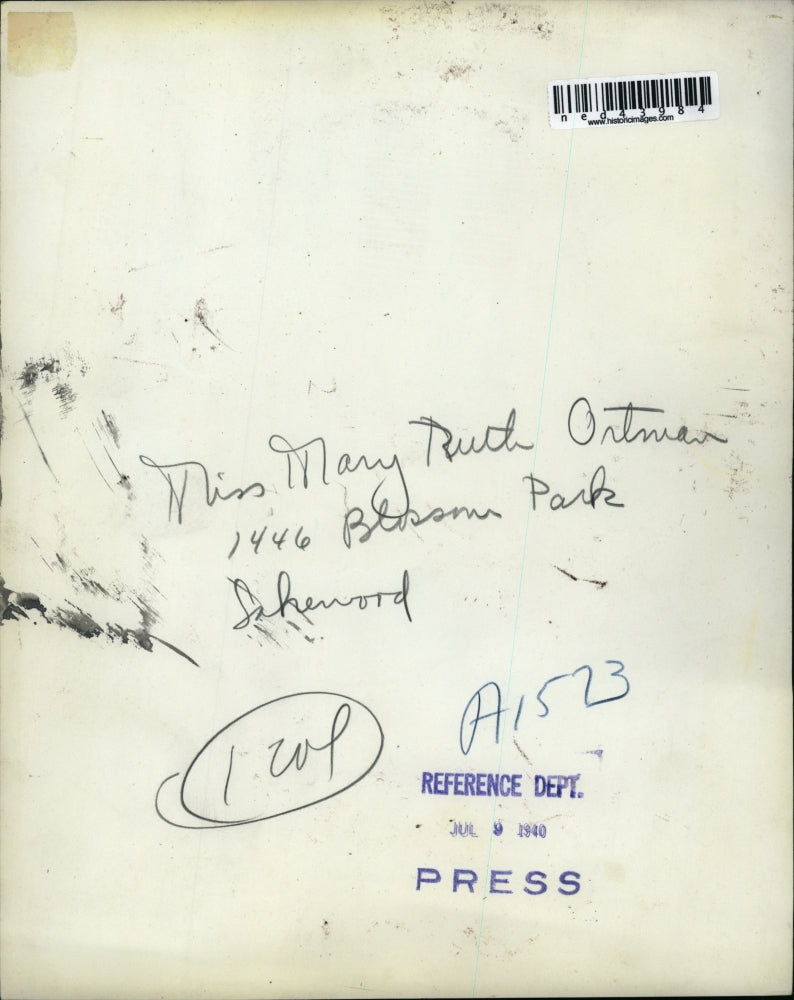 ned43984
www.historicimages.com
Miss Mary Ruth Ortman
1446 Blossom Park
Lakewood
A1523
1 col
REFERENCE DEPT.
JUL 9 1940
PRESS